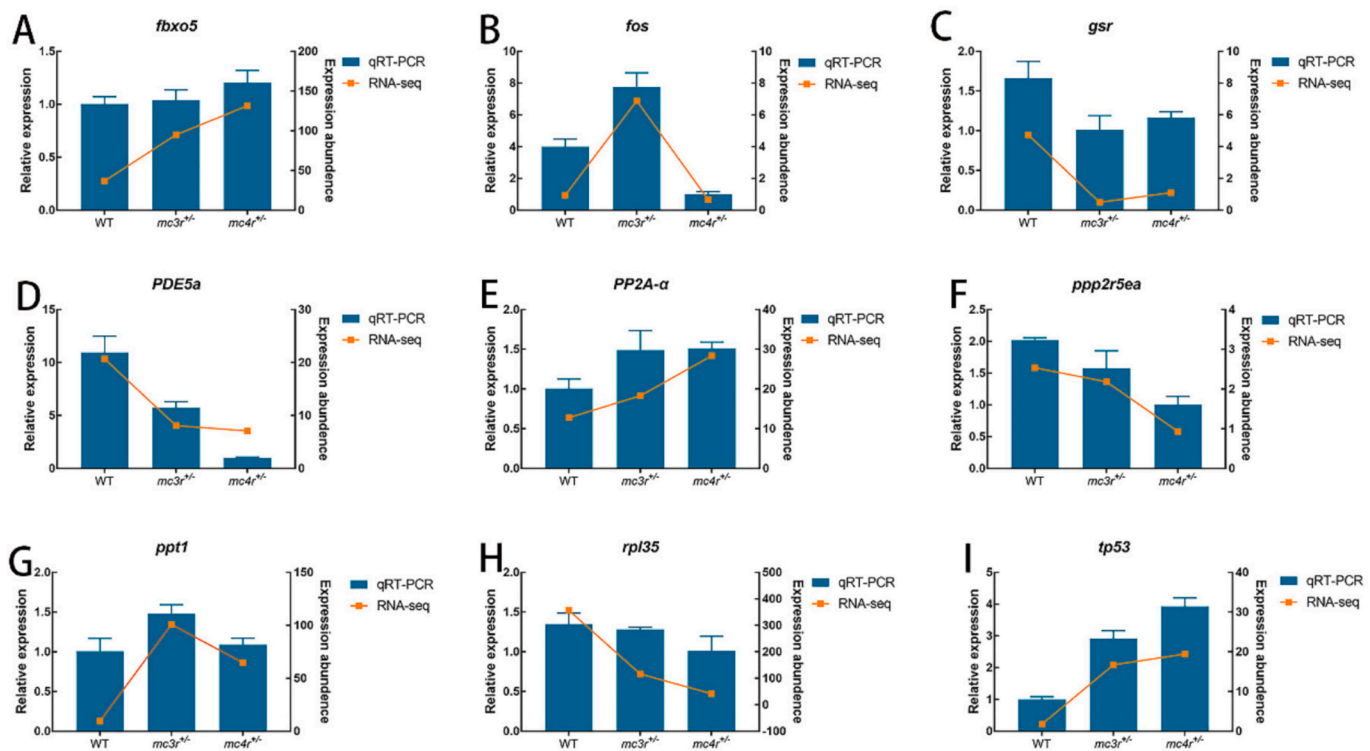 A
fbxo5
Relative expression
1.5
1.0
0.5
0.0
200
150
100
50
0
Expression abundance
qRT-PCR
RNA-seq
WT
mc3r+/-
mc4r+/-
B
fos
Relative expression
10
8
6
4
2
0
10
8
6
4
2
0
Expression abundance
qRT-PCR
RNA-seq
WT
mc3r+/-
mc4r+/-
C
gsr
Relative expression
2.0
1.5
1.0
0.5
0.0
10
8
6
4
2
0
Expression abundance
qRT-PCR
RNA-seq
WT
mc3r+/-
mc4r+/-
D
PDE5a
Relative expression
15
10
5
0
30
20
10
0
Expression abundance
qRT-PCR
RNA-seq
WT
mc3r+/-
mc4r+/-
E
PP2A-α
Relative expression
2.0
1.5
1.0
0.5
0.0
40
30
20
10
0
Expression abundance
qRT-PCR
RNA-seq
WT
mc3r+/-
mc4r+/-
F
ppp2r5ea
Relative expression
2.5
2.0
1.5
1.0
0.5
0.0
4
3
2
1
0
Expression abundance
qRT-PCR
RNA-seq
WT
mc3r+/-
mc4r+/-
G
ppt1
Relative expression
2.0
1.5
1.0
0.5
0.0
150
100
50
0
Expression abundance
qRT-PCR
RNA-seq
WT
mc3r+/-
mc4r+/-
H
rpl35
Relative expression
2.0
1.5
1.0
0.5
0.0
500
400
300
200
100
0
-100
Expression abundance
qRT-PCR
RNA-seq
WT
mc3r+/-
mc4r+/-
I
tp53
Relative expression
5
4
3
2
1
0
40
30
20
10
0
Expression abundance
qRT-PCR
RNA-seq
WT
mc3r+/-
mc4r+/-